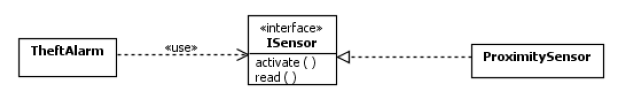 «interface»
ISensor
TheftAlarm
«use»
activate ( )
read ( )
ProximitySensor